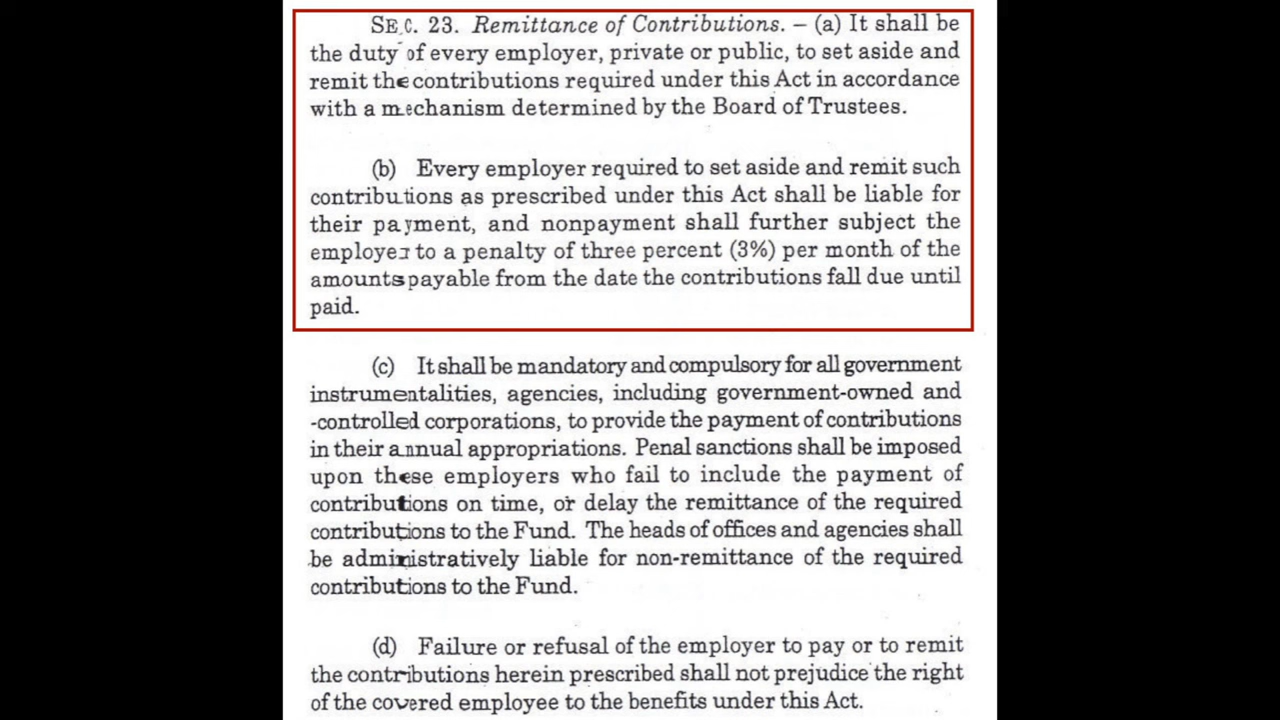 SEC. 23. Remittance of Contributions. – (a) It shall be
the duty of every employer, private or public, to set aside and
remit the contributions required under this Act in accordance
with a mechanism determined by the Board of Trustees.
(b) Every employer required to set aside and remit such
contributions as prescribed under this Act shall be liable for
their payment, and nonpayment shall further subject the
employer to a penalty of three percent (3%) per month of the
amounts payable from the date the contributions fall due until
paid.
(c) It shall be mandatory and compulsory for all government
instrumentalities, agencies, including government-owned and
-controlled corporations, to provide the payment of contributions
in their annual appropriations. Penal sanctions shall be imposed
upon these employers who fail to include the payment of
contributions on time, or delay the remittance of the required
contributions to the Fund. The heads of offices and agencies shall
be administratively liable for non-remittance of the required
contributions to the Fund.
(d) Failure or refusal of the employer to pay or to remit
the contributions herein prescribed shall not prejudice the right
of the covered employee to the benefits under this Act.